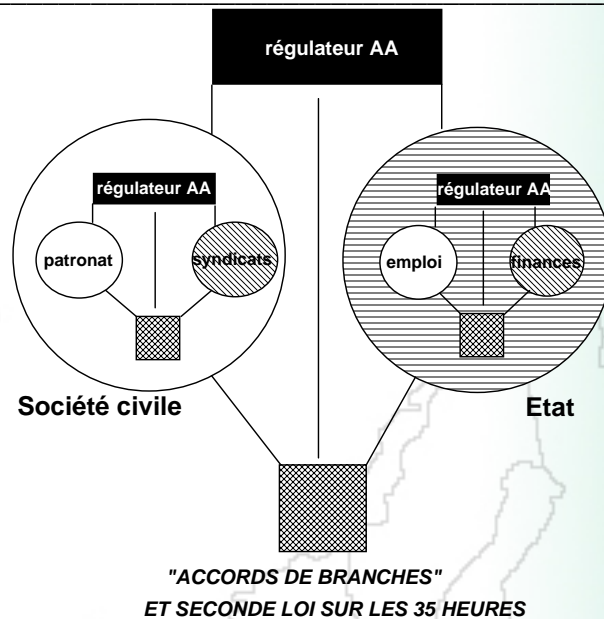 régulateur AA
régulateur AA
patronat
syndicats
régulateur AA
emploi
finances
Société civile
Etat
"ACCORDS DE BRANCHES"
ET SECONDE LOI SUR LES 35 HEURES